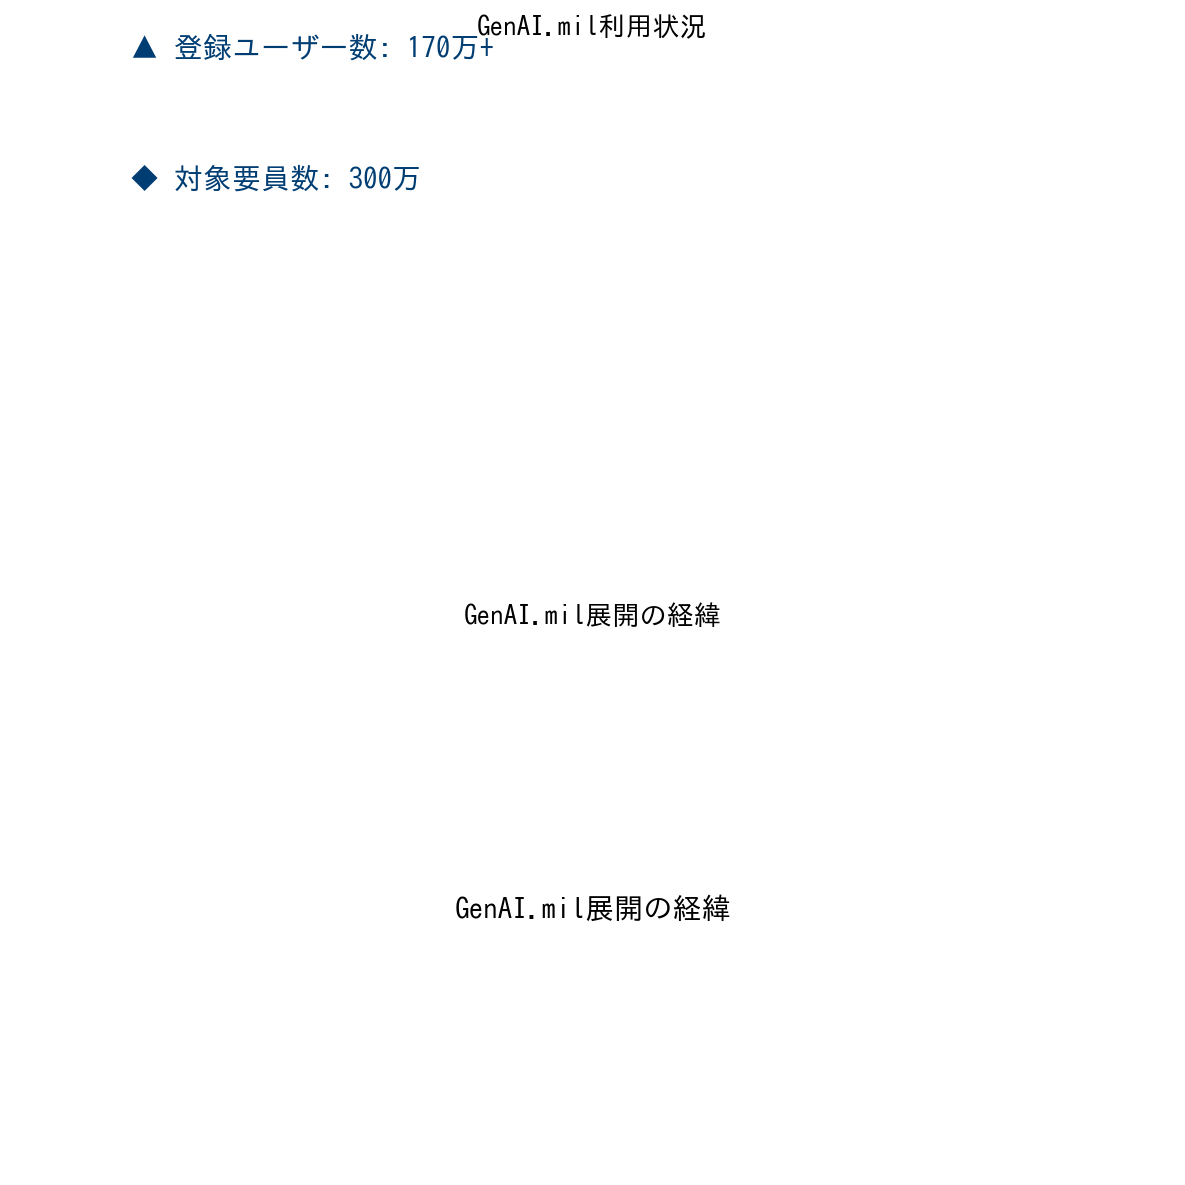 GenAI.mil利用状況
▲ 登録ユーザー数: 170万+
◆ 対象要員数: 300万
GenAI.mil展開の経緯
GenAI.mil展開の経緯